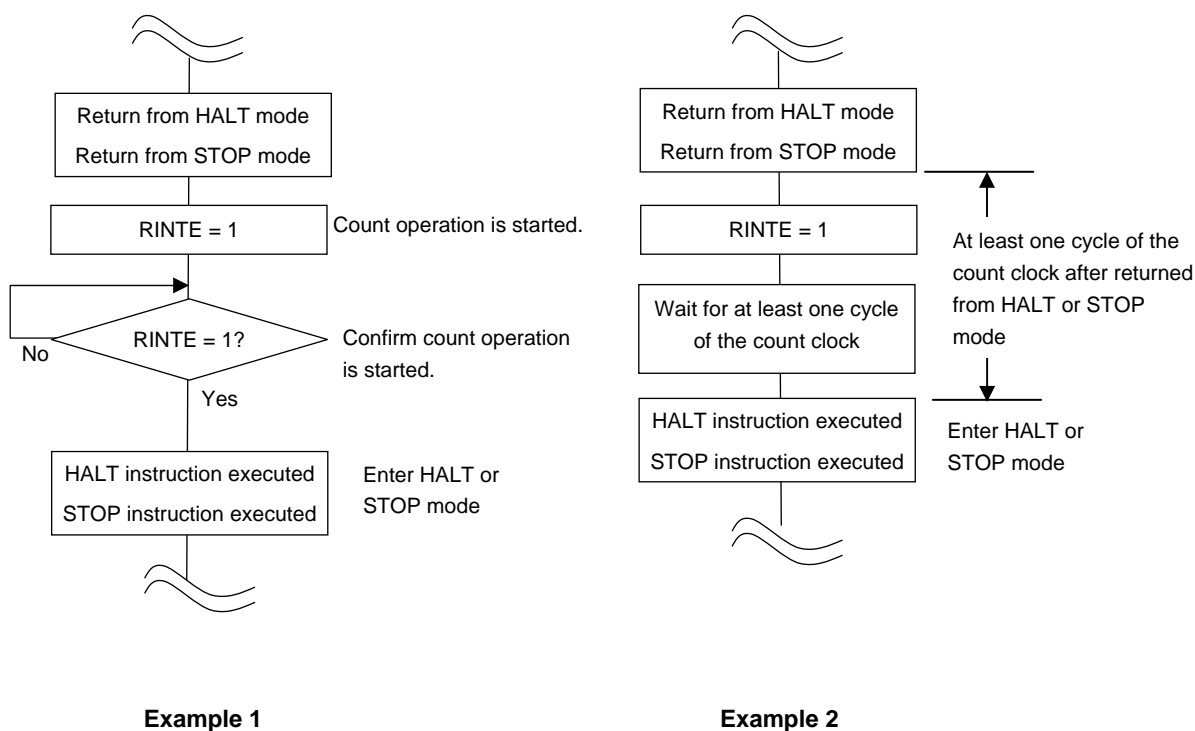 Return from HALT mode
Return from STOP mode
RINTE = 1
Count operation is started.
RINTE = 1?
No
Confirm count operation
is started.
Yes
HALT instruction executed
STOP instruction executed
Enter HALT or
STOP mode
Example 1
Return from HALT mode
Return from STOP mode
RINTE = 1
Wait for at least one cycle
of the count clock
At least one cycle of the
count clock after returned
from HALT or STOP
mode
HALT instruction executed
STOP instruction executed
Enter HALT or
STOP mode
Example 2